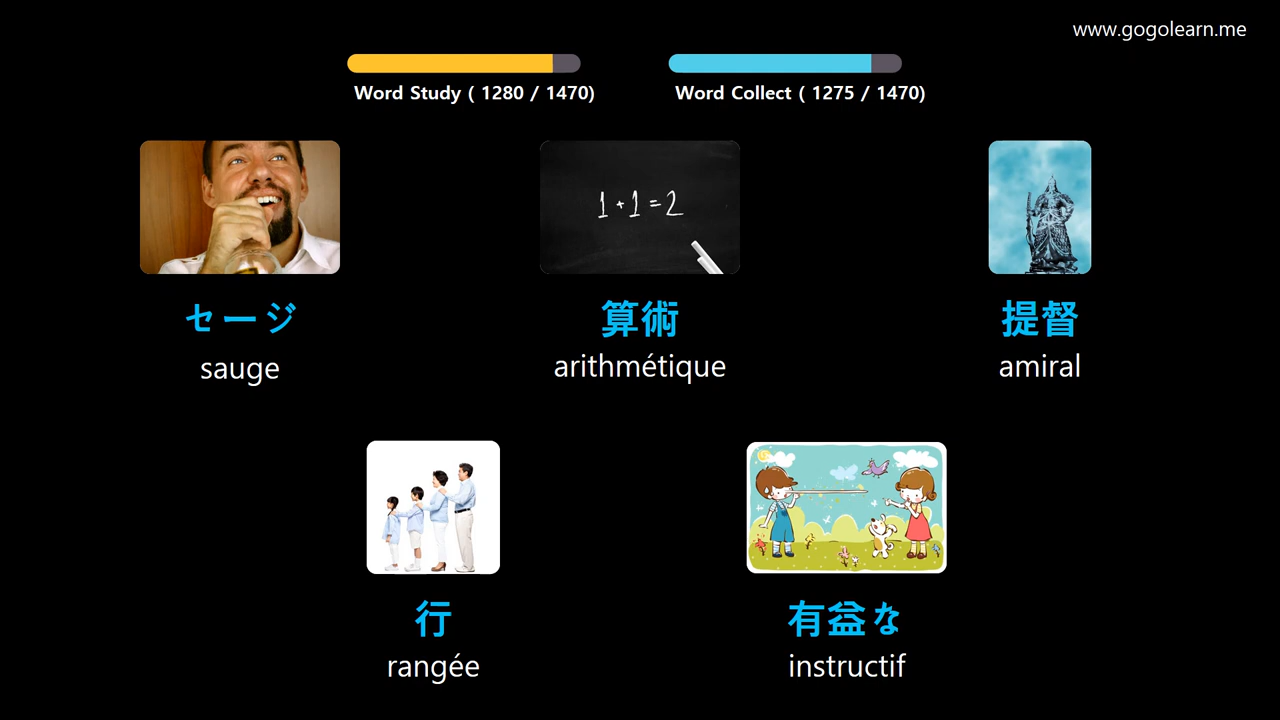 www.gogolearn.me
Word Study ( 1280 / 1470)
Word Collect ( 1275 / 1470)
1 + 1 = 2
セージ
算術
提督
sauge
arithmétique
amiral
行
有益な
rangée
instructif